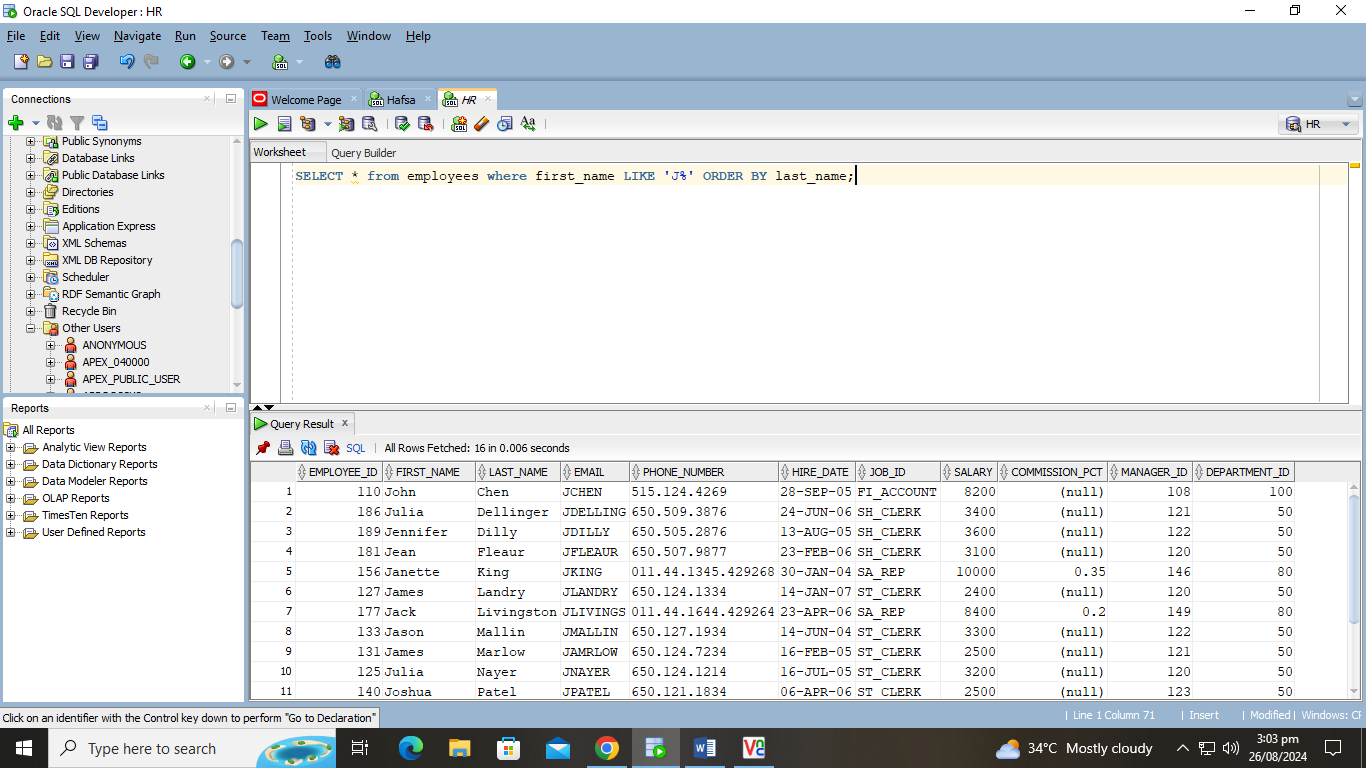 Oracle SQL Developer : HR
File Edit View Navigate Run Source Team Tools Window Help
Connections
Public Synonyms
Database Links
Public Database Links
Directories
Editions
Application Express
XML Schemas
XML DB Repository
Scheduler
RDF Semantic Graph
Recycle Bin
Other Users
ANONYMOUS
APEX_040000
APEX_PUBLIC_USER
Reports
All Reports
Analytic View Reports
Data Dictionary Reports
Data Modeler Reports
OLAP Reports
TimesTen Reports
User Defined Reports
Welcome Page Hafsa HR
HR
Worksheet Query Builder
SELECT * from employees where first_name LIKE 'J%' ORDER BY last_name;
Query Result
SQL | All Rows Fetched: 16 in 0.006 seconds
EMPLOYEE_ID FIRST_NAME LAST_NAME EMAIL PHONE_NUMBER HIRE_DATE JOB_ID SALARY COMMISSION_PCT MANAGER_ID DEPARTMENT_ID
1 110 John Chen JCHEN 515.124.4269 28-SEP-05 FI_ACCOUNT 8200 (null) 108 100
2 186 Julia Dellinger JDELLING 650.509.3876 24-JUN-06 SH_CLERK 3400 (null) 121 50
3 189 Jennifer Dilly JDILLY 650.505.2876 13-AUG-05 SH_CLERK 3600 (null) 122 50
4 181 Jean Fleaur JFLEAUR 650.507.9877 23-FEB-06 SH_CLERK 3100 (null) 120 50
5 156 Janette King JKING 011.44.1345.429268 30-JAN-04 SA_REP 10000 0.35 146 80
6 127 James Landry JLANDRY 650.124.1334 14-JAN-07 ST_CLERK 2400 (null) 120 50
7 177 Jack Livingston JLIVINGS 011.44.1644.429264 23-APR-06 SA_REP 8400 0.2 149 80
8 133 Jason Mallin JMALLIN 650.127.1934 14-JUN-04 ST_CLERK 3300 (null) 122 50
9 131 James Marlow JAMRLOW 650.124.7234 16-FEB-05 ST_CLERK 2500 (null) 121 50
10 125 Julia Nayer JNAYER 650.124.1214 16-JUL-05 ST_CLERK 3200 (null) 120 50
11 140 Joshua Patel JPATEL 650.121.1834 06-APR-06 ST_CLERK 2500 (null) 123 50
Click on an identifier with the Control key down to perform "Go to Declaration"
| Line 1 Column 71 | Insert | Modified | Windows: CF
Type here to search
34°C Mostly cloudy
3:03 pm
26/08/2024